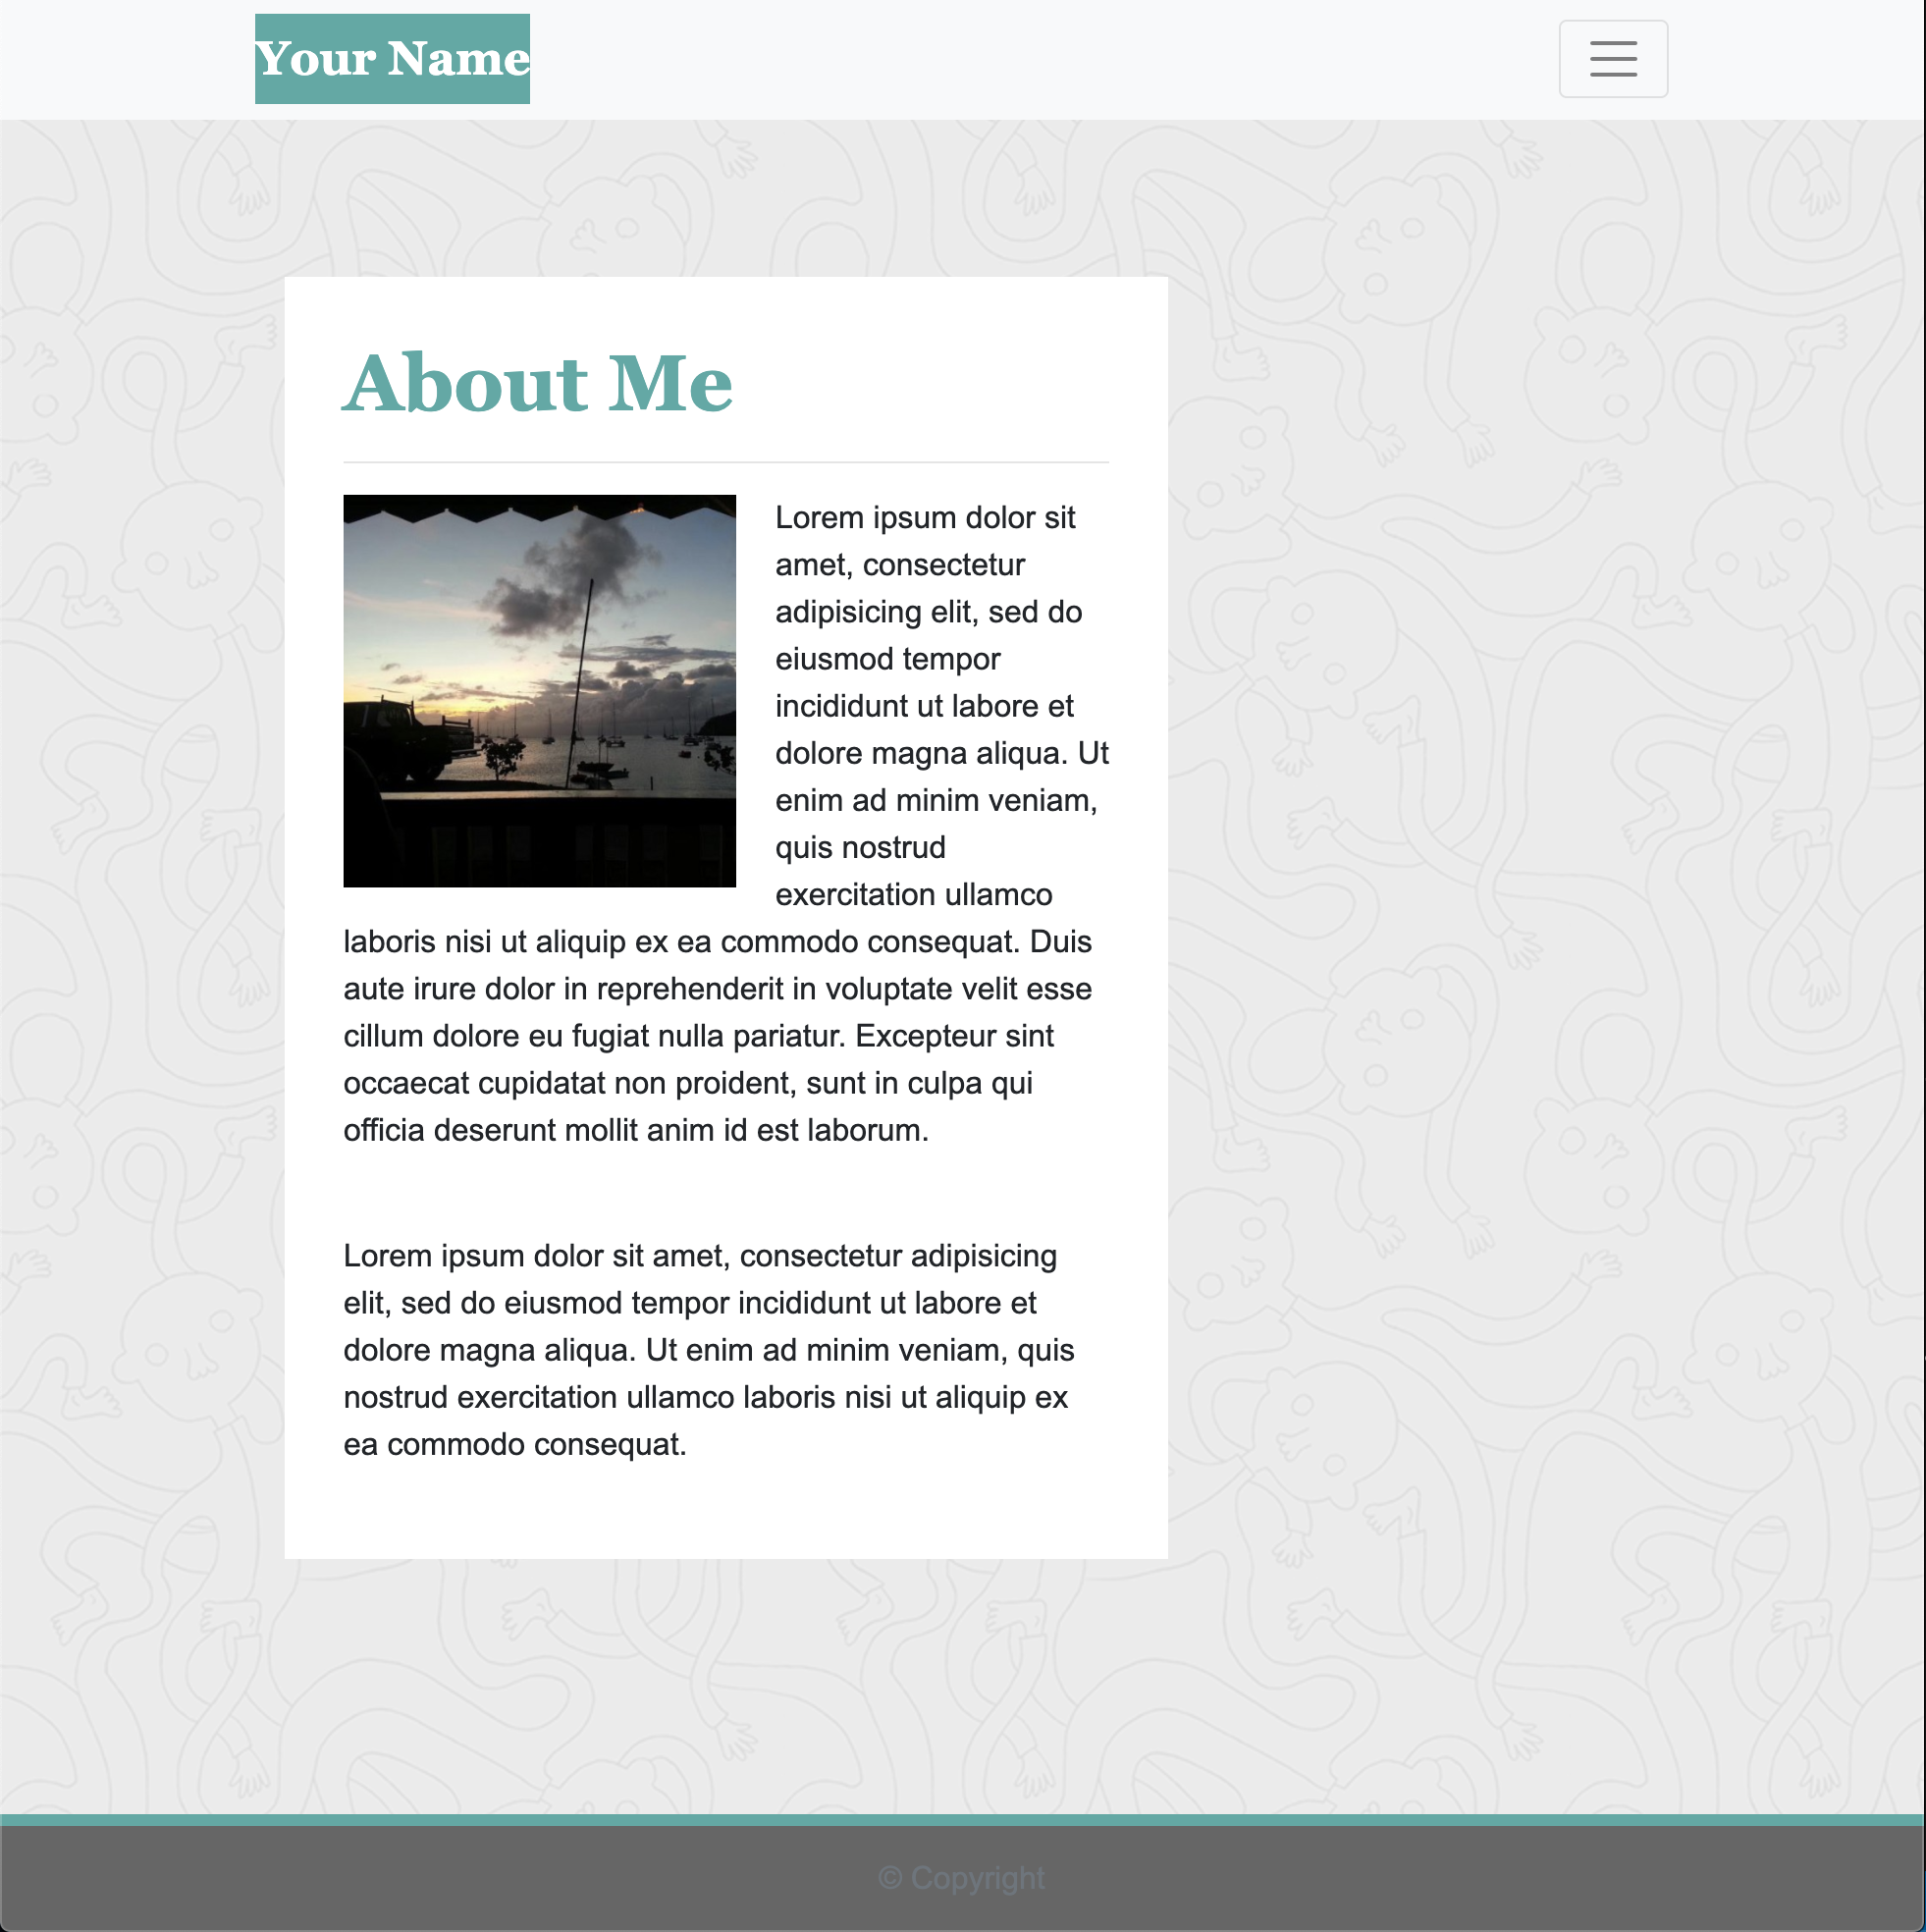 Your Name
About Me
Lorem ipsum dolor sit
amet, consectetur
adipisicing elit, sed do
eiusmod tempor
incididunt ut labore et
dolore magna aliqua. Ut
enim ad minim veniam,
quis nostrud
exercitation ullamco
laboris nisi ut aliquip ex ea commodo consequat. Duis
aute irure dolor in reprehenderit in voluptate velit esse
cillum dolore eu fugiat nulla pariatur. Excepteur sint
occaecat cupidatat non proident, sunt in culpa qui
officia deserunt mollit anim id est laborum.
Lorem ipsum dolor sit amet, consectetur adipisicing
elit, sed do eiusmod tempor incididunt ut labore et
dolore magna aliqua. Ut enim ad minim veniam, quis
nostrud exercitation ullamco laboris nisi ut aliquip ex
ea commodo consequat.
© Copyright